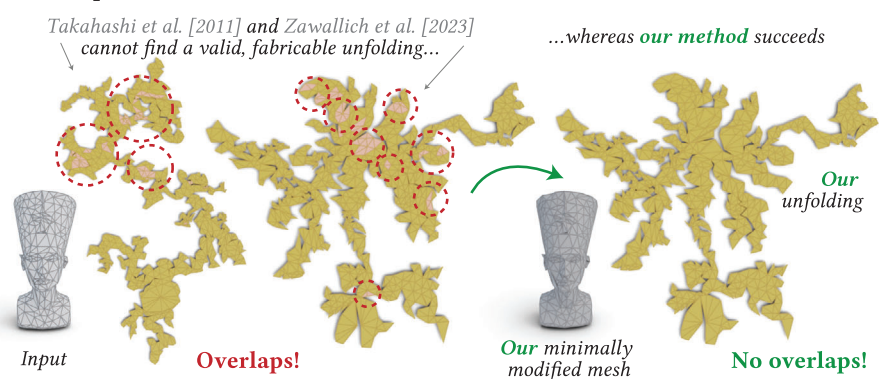 Takahashi et al. [2011] and Zawallich et al. [2023]
cannot find a valid, fabricable unfolding...
...whereas our method succeeds
Our
unfolding
Input
Overlaps!
Our minimally
modified mesh
No overlaps!